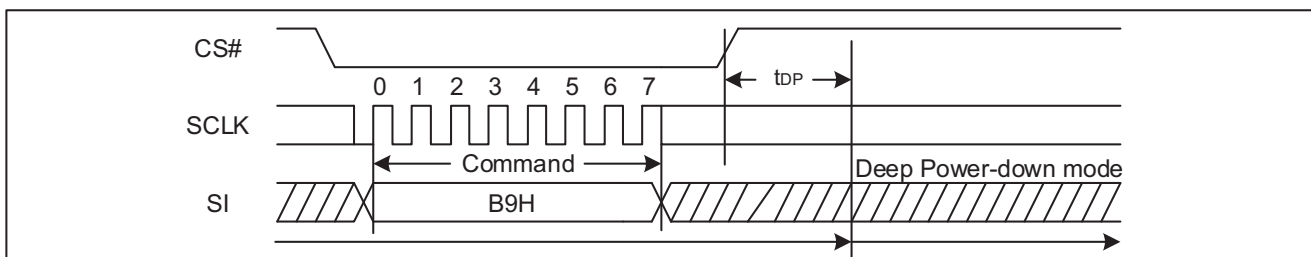 CS#
tDP
0 1 2 3 4 5 6 7
SCLK
Command
Deep Power-down mode
SI
B9H